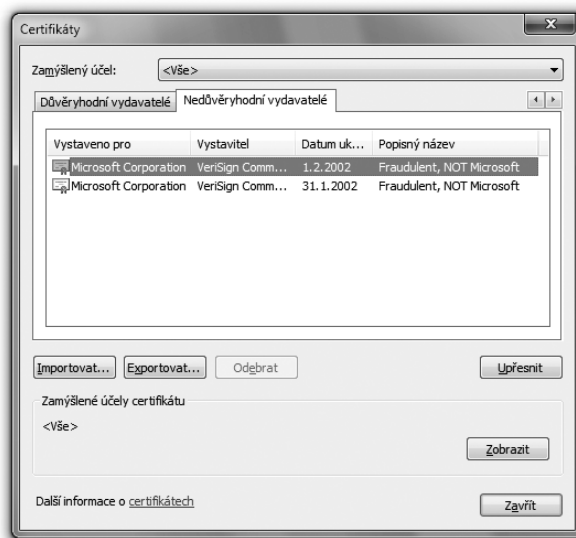 Certifikáty
Zamýšlený účel: <Vše>
Důvěryhodní vydavatelé Nedůvěryhodní vydavatelé
Vystaveno pro Vystavitel Datum uk... Popisný název
Microsoft Corporation VeriSign Comm... 1.2.2002 Fraudulent, NOT Microsoft
Microsoft Corporation VeriSign Comm... 31.1.2002 Fraudulent, NOT Microsoft
Importovat... Exportovat... Odebrat Upřesnit
Zamýšlené účely certifikátu
<Vše>
Zobrazit
Další informace o certifikátech
Zavřít